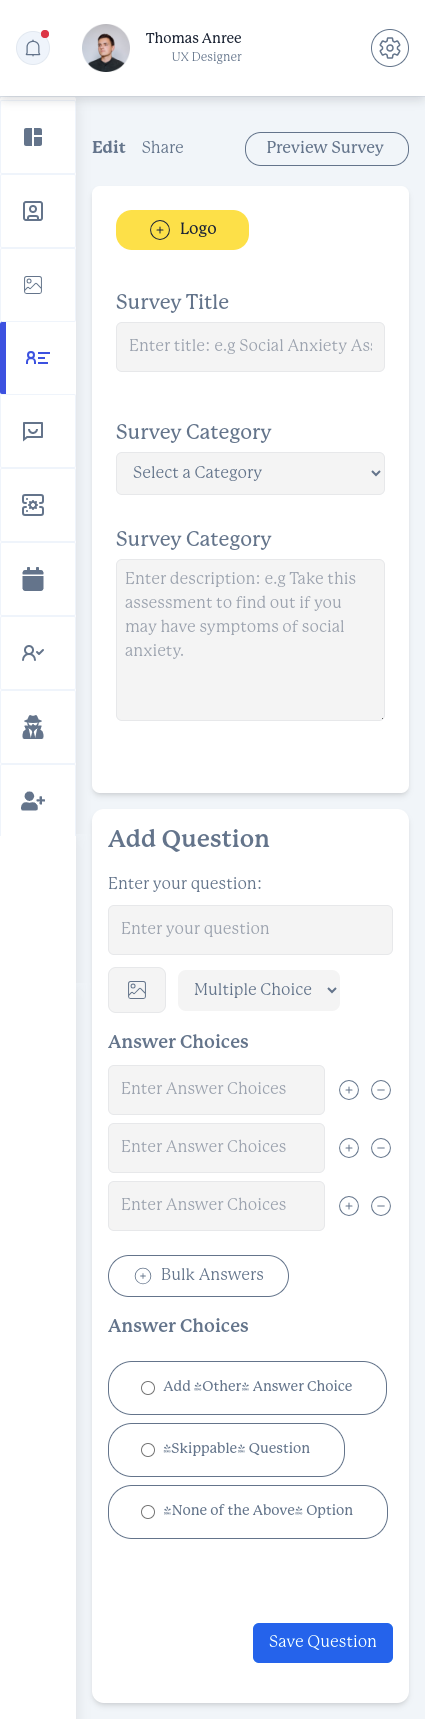 Thomas Anree
UX Designer
Edit Share Preview Survey
Logo
Survey Title
Enter title: e.g Social Anxiety Ass
Survey Category
Select a Category
Survey Category
Enter description: e.g Take this
assessment to find out if you
may have symptoms of social
anxiety.
Add Question
Enter your question:
Enter your question
Multiple Choice
Answer Choices
Enter Answer Choices
Enter Answer Choices
Enter Answer Choices
Bulk Answers
Answer Choices
Add "Other" Answer Choice
"Skippable" Question
"None of the Above" Option
Save Question